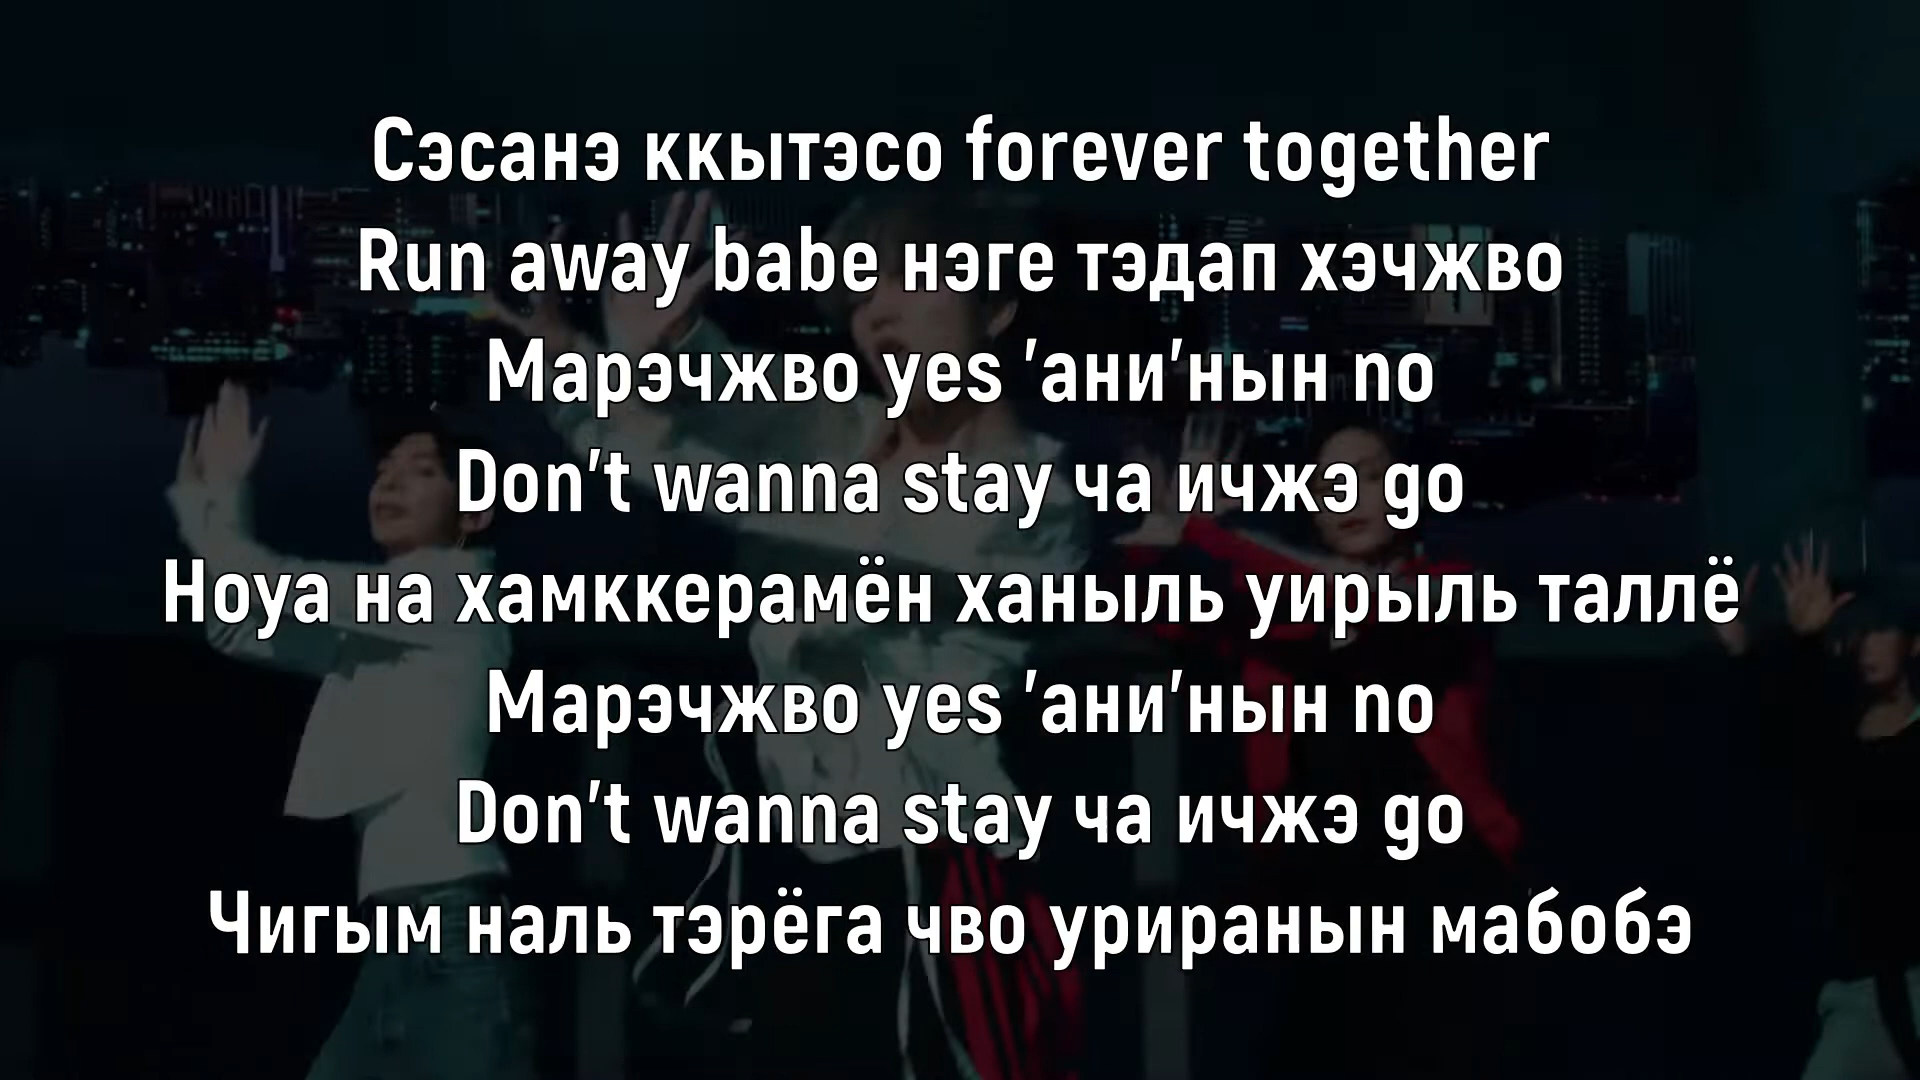 Сэсанэ ккытэсо forever together
Run away babe нэге тэдап хэчжво
Марэчжво yes 'ани'нын no
Don't wanna stay ча ичжэ go
Ноуа на хамккерамён ханыль уирыль таллё
Марэчжво yes 'ани'нын no
Don't wanna stay ча ичжэ go
Чигым наль тэрёга чво уриранын мабобэ